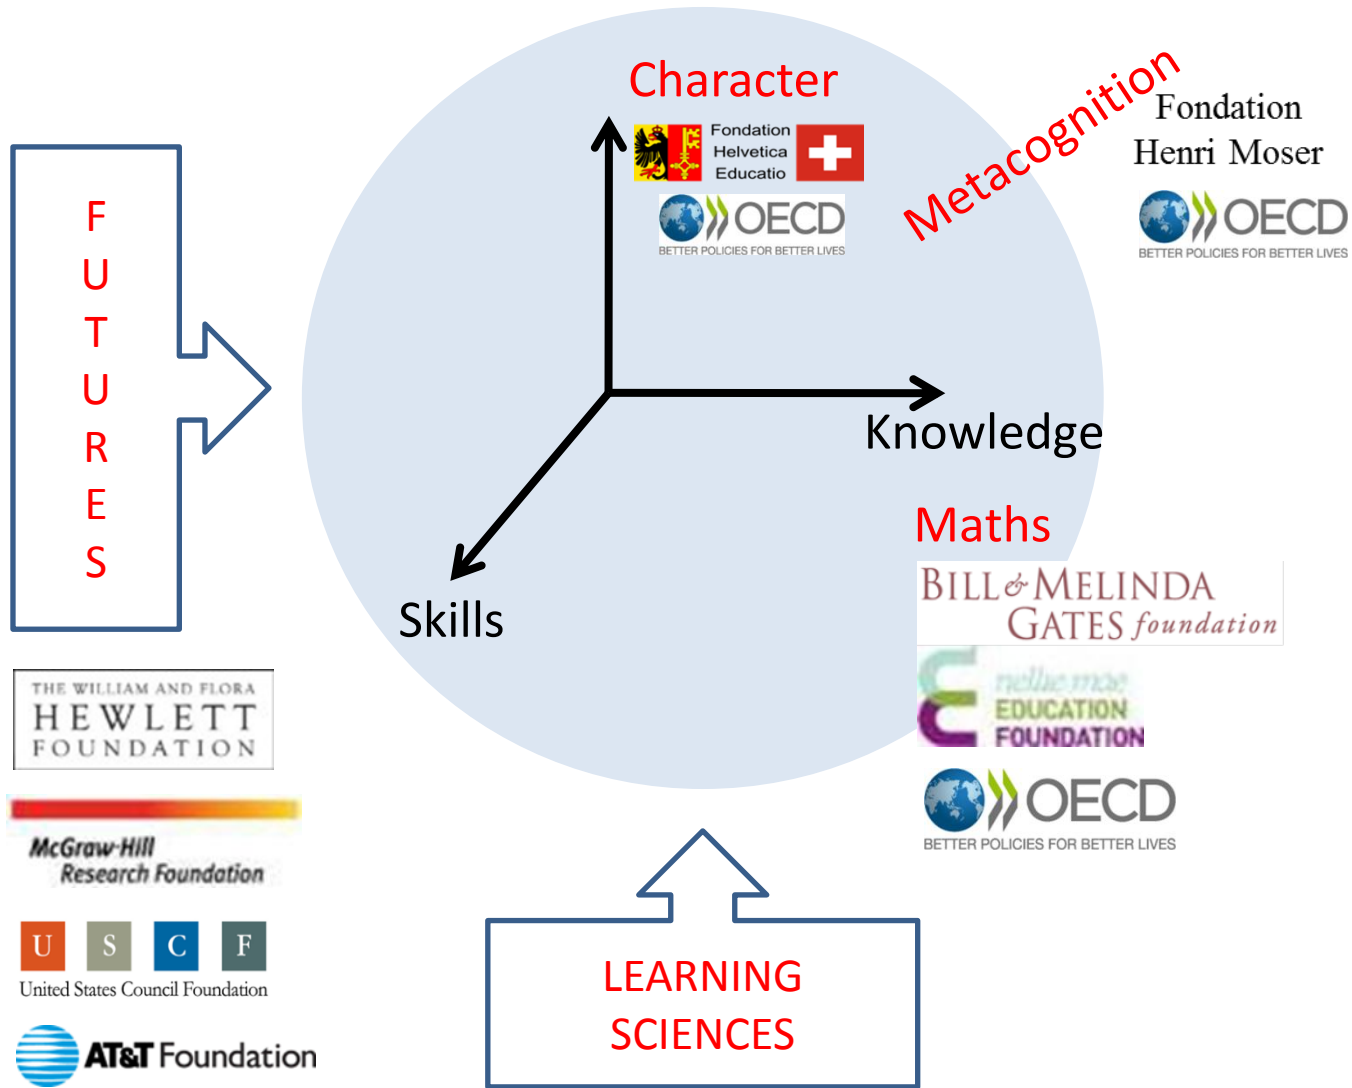 Character
Fondation
Helvetica
Educatio
OECD
BETTER POLICIES FOR BETTER LIVES
Metacognition
Fondation
Henri Moser
OECD
BETTER POLICIES FOR BETTER LIVES
F
U
T
U
R
E
S
Knowledge
Skills
Maths
BILL & MELINDA
GATES foundation
nellie mae
EDUCATION
FOUNDATION
OECD
BETTER POLICIES FOR BETTER LIVES
THE WILLIAM AND FLORA
HEWLETT
FOUNDATION
McGraw-Hill
Research Foundation
U S C F
United States Council Foundation
AT&T Foundation
LEARNING
SCIENCES